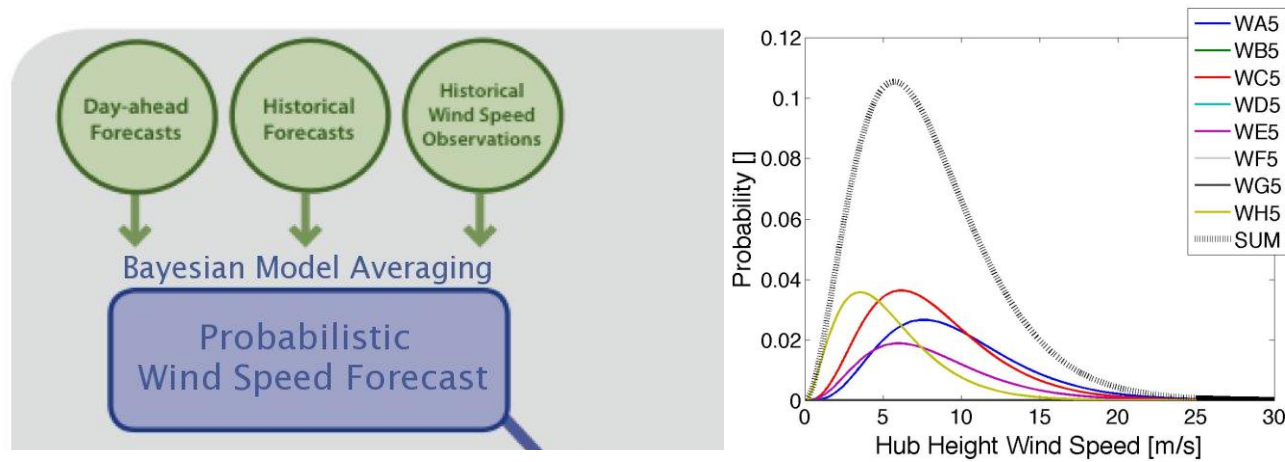 Day-ahead
Forecasts
Historical
Forecasts
Historical
Wind Speed
Observations
Bayesian Model Averaging
Probabilistic
Wind Speed Forecast
Probability []
0.12
0.1
0.08
0.06
0.04
0.02
0
0
5
10
15
20
25
30
Hub Height Wind Speed [m/s]
WA5
WB5
WC5
WD5
WE5
WF5
WG5
WH5
SUM